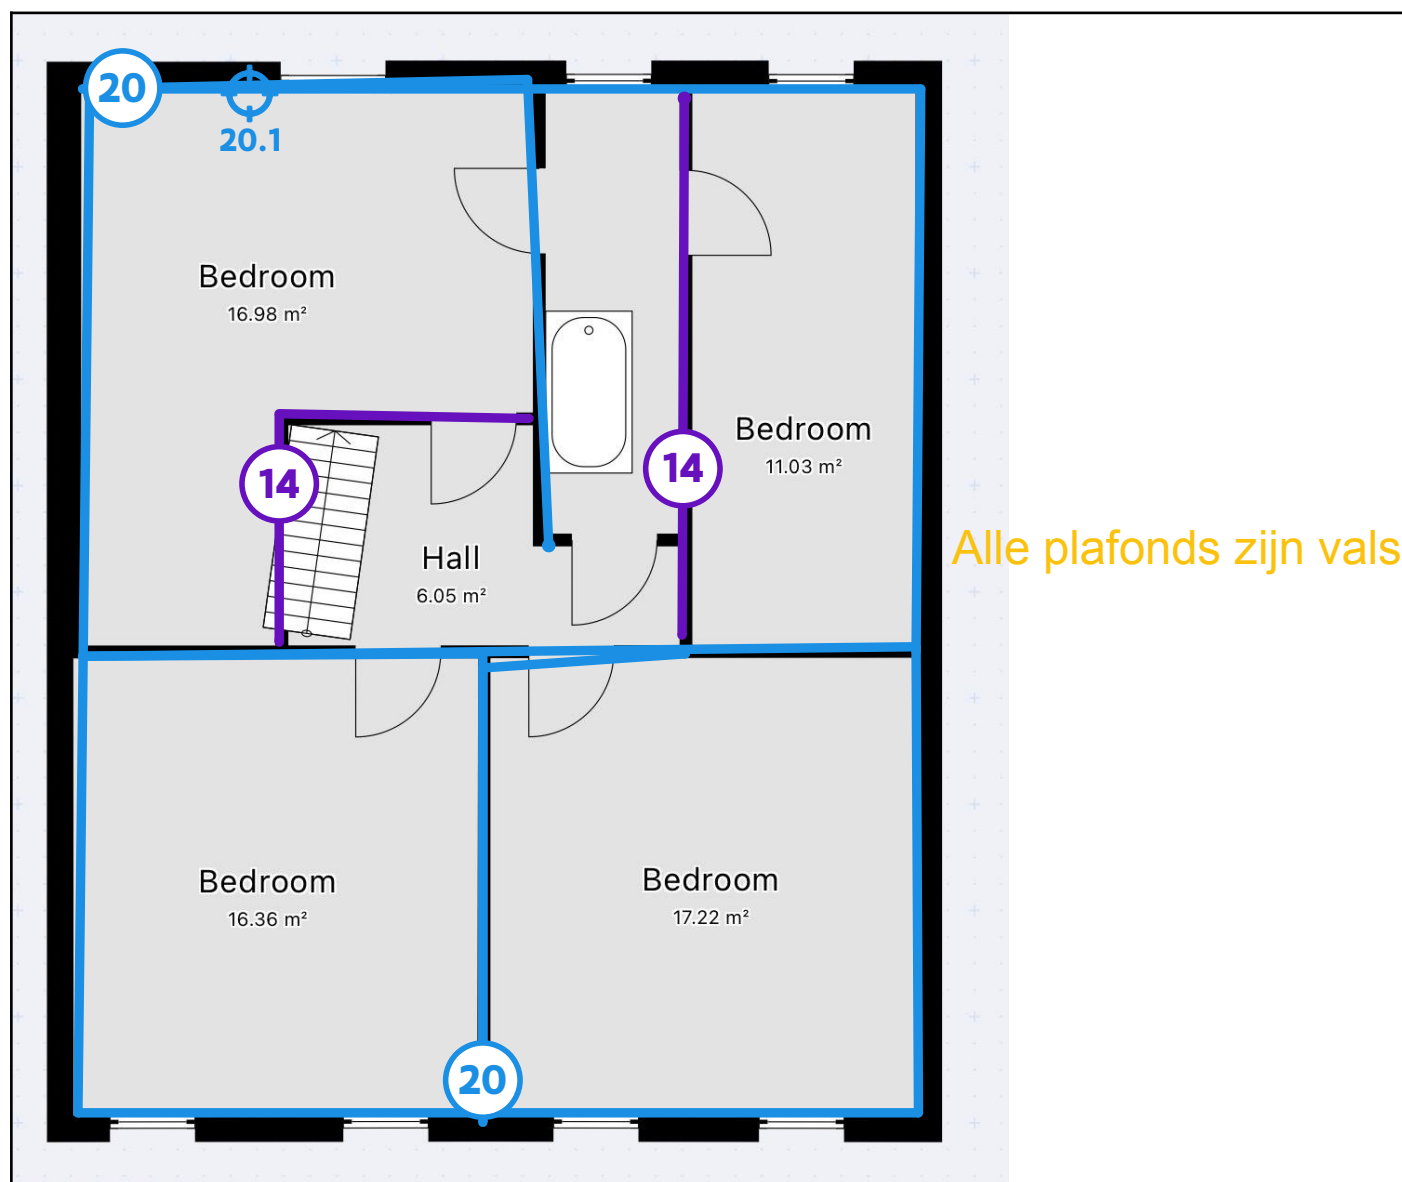 20
20.1
Bedroom
16.98 m²
Bedroom
11.03 m²
14
14
Hall
6.05 m²
Alle plafonds zijn vals
Bedroom
16.36 m²
Bedroom
17.22 m²
20